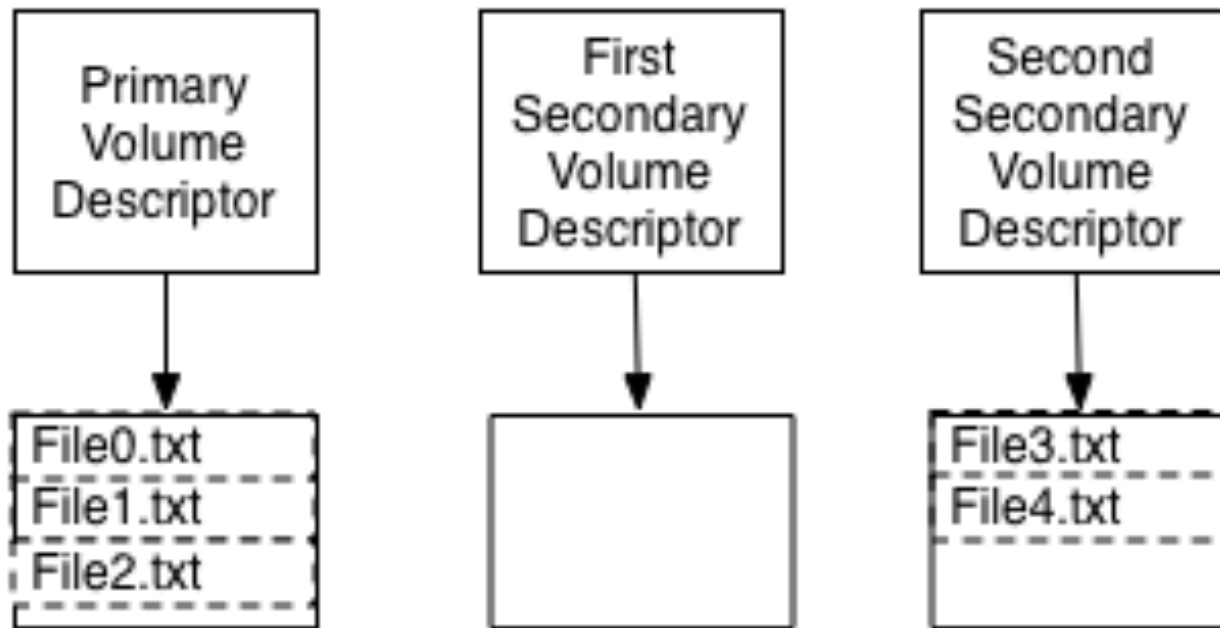 Primary
Volume
Descriptor
First
Secondary
Volume
Descriptor
Second
Secondary
Volume
Descriptor
File0.txt
File1.txt
File2.txt
File3.txt
File4.txt